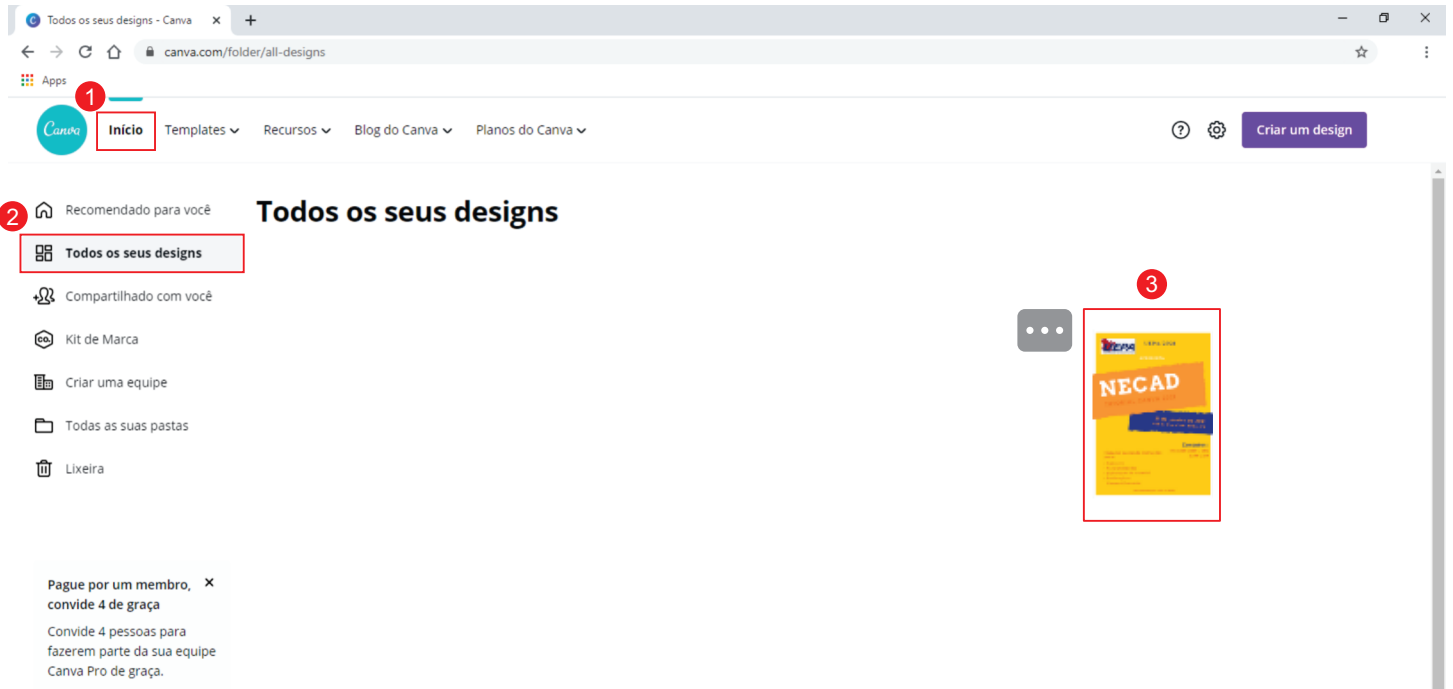 Todos os seus designs - Canva
canva.com/folder/all-designs
Apps
1
Canva
Início
Templates
Recursos
Blog do Canva
Planos do Canva
Criar um design
2
Recomendado para você
Todos os seus designs
Compartilhado com você
CO.
Kit de Marca
Criar uma equipe
Todas as suas pastas
Lixeira
Todos os seus designs
3
NECAD
Pague por um membro,
convide 4 de graça
Convide 4 pessoas para
fazerem parte da sua equipe
Canva Pro de graça.